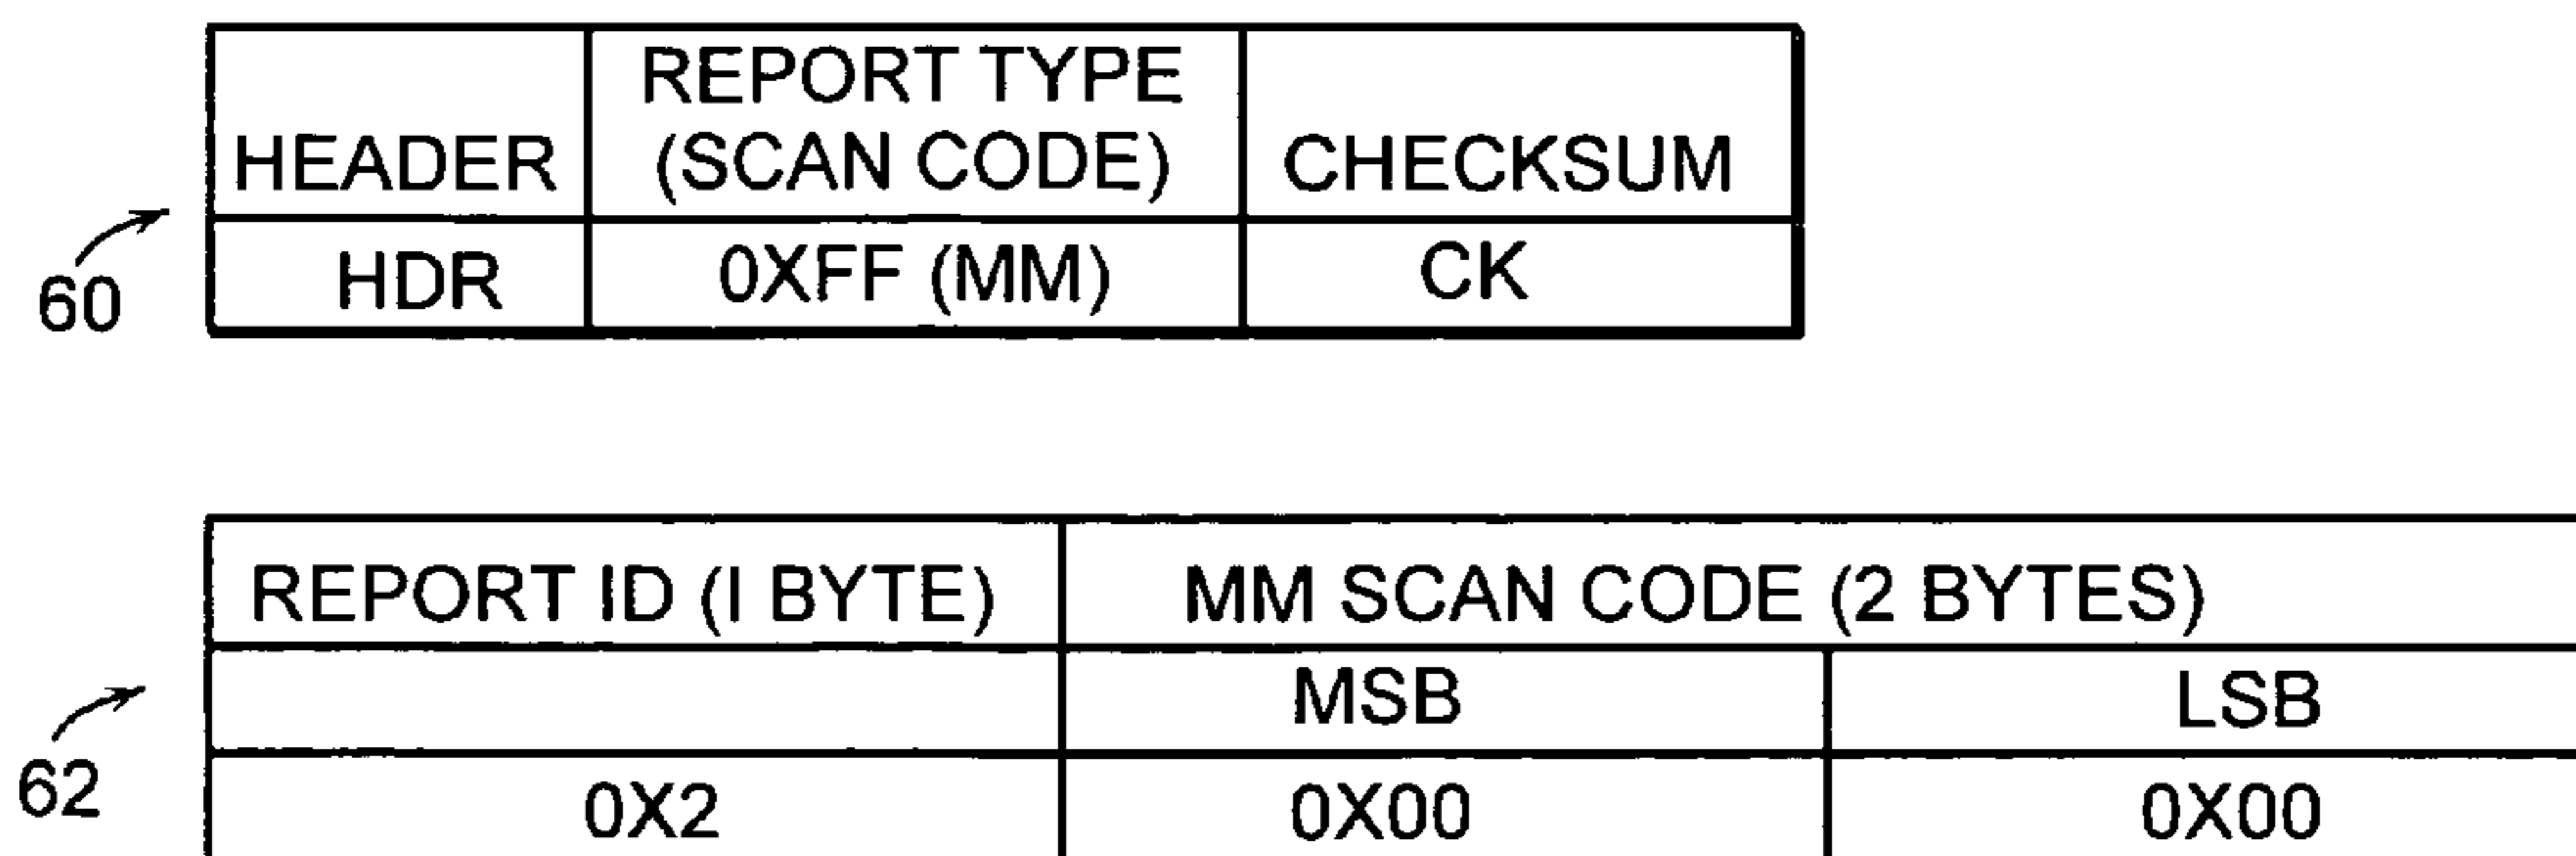 REPORT TYPE
HEADER (SCAN CODE) CHECKSUM
60 HDR 0XFF (MM) CK
REPORT ID (I BYTE) MM SCAN CODE (2 BYTES)
MSB LSB
62 0X2 0X00 0X00